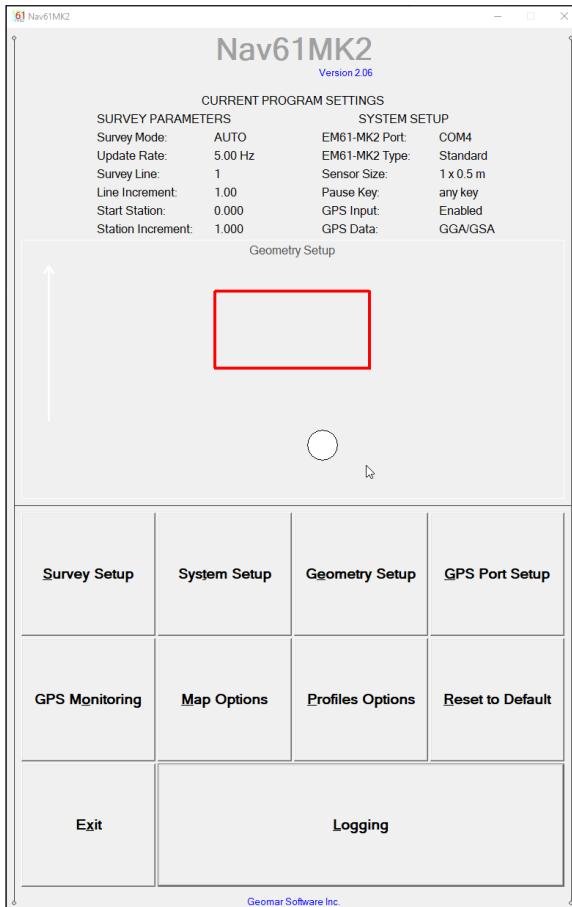 61 Nav61MK2
Nav61MK2
Version 2.06
CURRENT PROGRAM SETTINGS
SURVEY PARAMETERS SYSTEM SETUP
Survey Mode: AUTO EM61-MK2 Port: COM4
Update Rate: 5.00 Hz EM61-MK2 Type: Standard
Survey Line: 1 Sensor Size: 1 x 0.5 m
Line Increment: 1.00 Pause Key: any key
Start Station: 0.000 GPS Input: Enabled
Station Increment: 1.000 GPS Data: GGA/GSA
Geometry Setup
Survey Setup System Setup Geometry Setup GPS Port Setup
GPS Monitoring Map Options Profiles Options Reset to Default
Exit Logging
Geomar Software Inc.